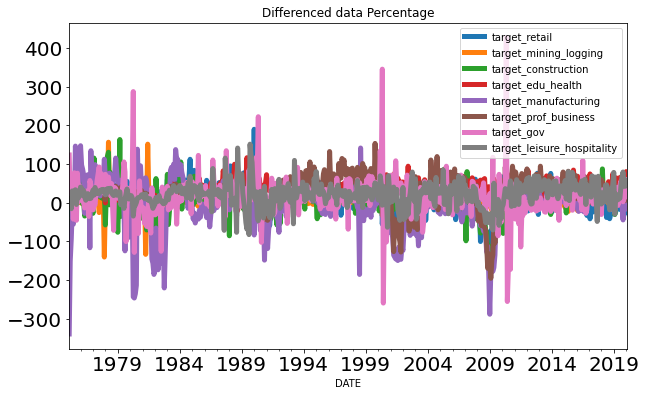 Differenced data Percentage
target_retail
target_mining_logging
target_construction
target_edu_health
target_manufacturing
target_prof_business
target_gov
target_leisure_hospitality
400
300
200
100
0
−100
−200
−300
1979 1984 1989 1994 1999 2004 2009 2014 2019
DATE